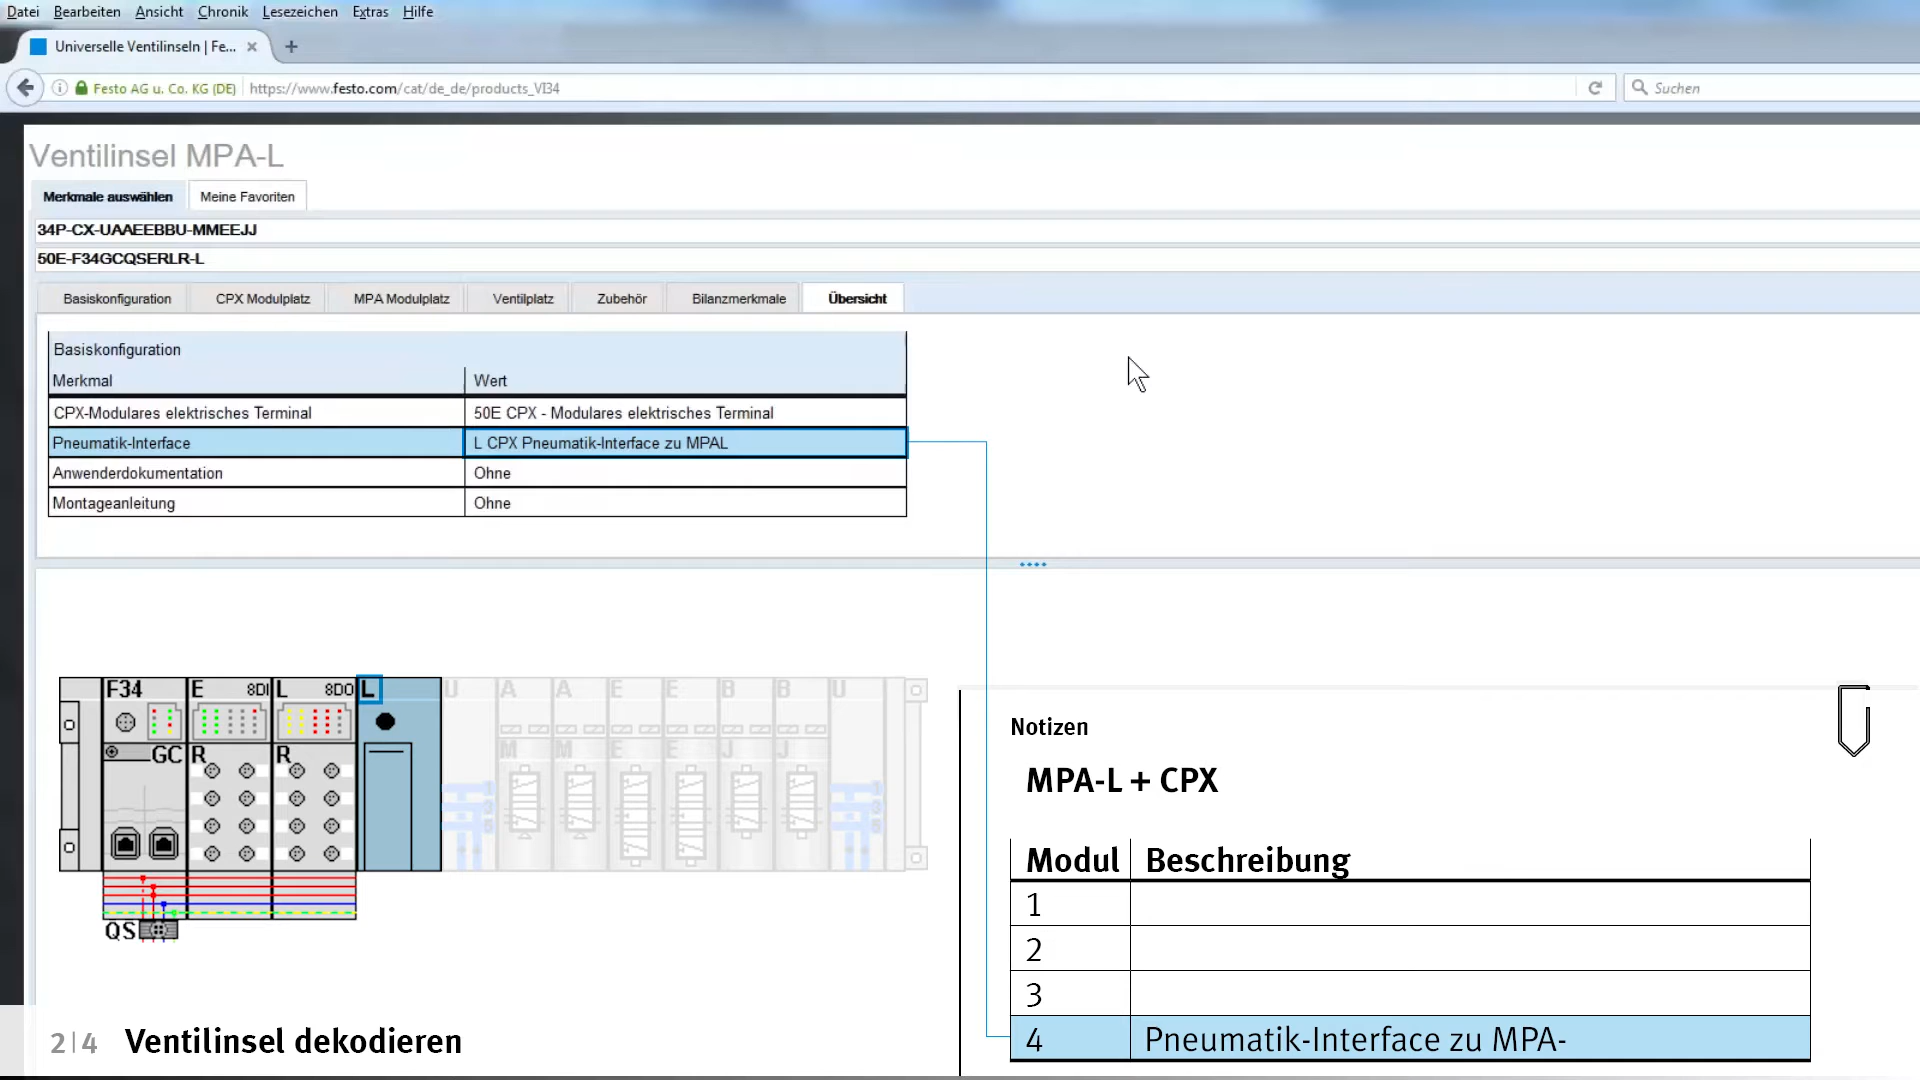 Datei Bearbeiten Ansicht Chronik Lesezeichen Extras Hilfe
Universelle Ventilinseln | Fe...
Festo AG u. Co. KG (DE) https://www.festo.com/cat/de_de/products_VI34
Suchen
Ventilinsel MPA-L
Merkmale auswählen Meine Favoriten
34P-CX-UAAEEBBU-MMEEJJ
50E-F34GCQSERLR-L
Basiskonfiguration CPX Modulplatz MPA Modulplatz Ventilplatz Zubehör Bilanzmerkmale Übersicht
Basiskonfiguration
Merkmal Wert
CPX-Modulares elektrisches Terminal 50E CPX - Modulares elektrisches Terminal
Pneumatik-Interface L CPX Pneumatik-Interface zu MPAL
Anwenderdokumentation Ohne
Montageanleitung Ohne
F34 E 8DI L 8DO L U A A E E B B U
GC R R M M E E J J
QS
Notizen
MPA-L + CPX
Modul Beschreibung
1
2
3
4 Pneumatik-Interface zu MPA-
2|4 Ventilinsel dekodieren